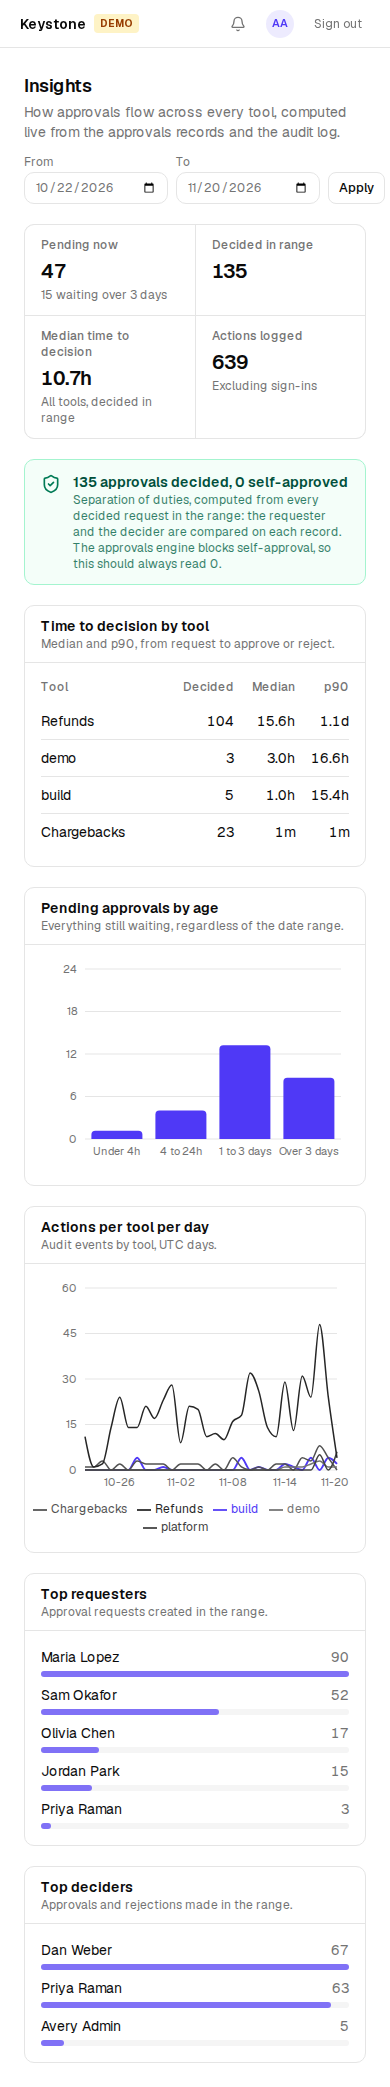 Keystone DEMO AA Sign out
Insights
How approvals flow across every tool, computed
live from the approvals records and the audit log.
From To
10/22/2026 11/20/2026 Apply
Pending now Decided in range
47 135
15 waiting over 3 days
Median time to
decision
10.7h
All tools, decided in
range
Actions logged
639
Excluding sign-ins
135 approvals decided, 0 self-approved
Separation of duties, computed from every
decided request in the range: the requester
and the decider are compared on each record.
The approvals engine blocks self-approval, so
this should always read 0.
Time to decision by tool
Median and p90, from request to approve or reject.
Tool Decided Median p90
Refunds 104 15.6h 1.1d
demo 3 3.0h 16.6h
build 5 1.0h 15.4h
Chargebacks 23 1m 1m
Pending approvals by age
Everything still waiting, regardless of the date range.
24
18
12
6
0
Under 4h 4 to 24h 1 to 3 days Over 3 days
Actions per tool per day
Audit events by tool, UTC days.
60
45
30
15
0
10-26 11-02 11-08 11-14 11-20
Chargebacks Refunds build demo
platform
Top requesters
Approval requests created in the range.
Maria Lopez 90
Sam Okafor 52
Olivia Chen 17
Jordan Park 15
Priya Raman 3
Top deciders
Approvals and rejections made in the range.
Dan Weber 67
Priya Raman 63
Avery Admin 5